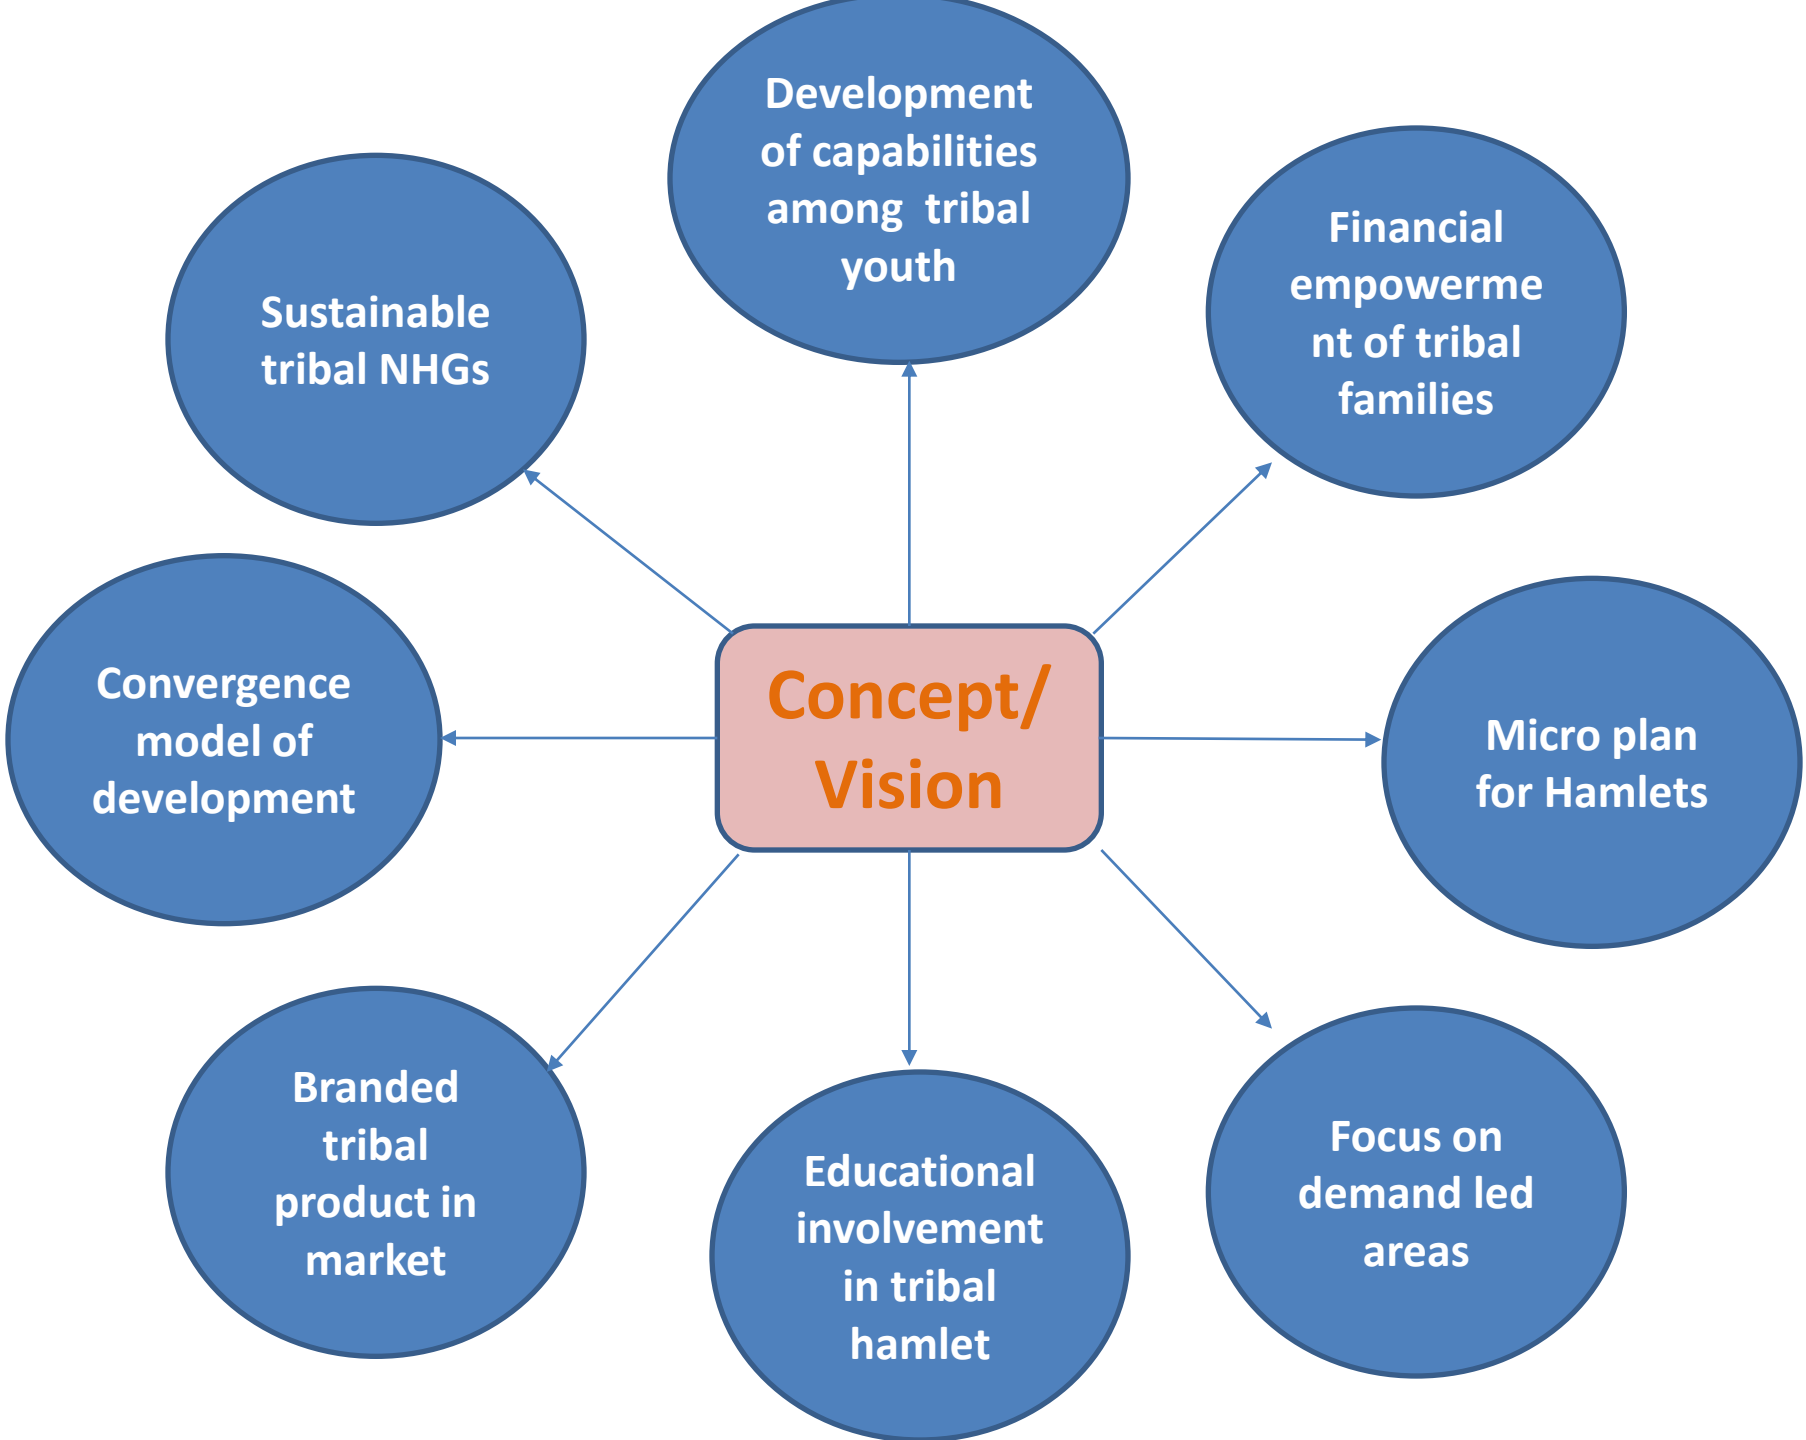 Development
of capabilities
among tribal
youth
Financial
empowerme
nt of tribal
families
Sustainable
tribal NHGs
Convergence
model of
development
Concept/
Vision
Micro plan
for Hamlets
Branded
tribal
product in
market
Educational
involvement
in tribal
hamlet
Focus on
demand led
areas